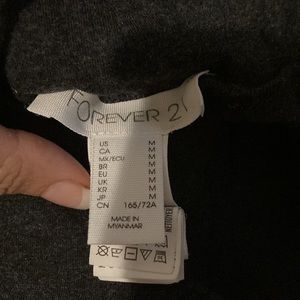 FOREVER 21
US M
CA M
MX/ECU M
BR M
EU M
UK M
KR M
JP M
CN 165/72A
MADE IN
MYANMAR